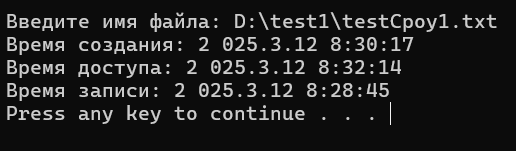 Введите имя файла: D:\test1\testCpoy1.txt
Время создания: 2 025.3.12 8:30:17
Время доступа: 2 025.3.12 8:32:14
Время записи: 2 025.3.12 8:28:45
Press any key to continue . . .